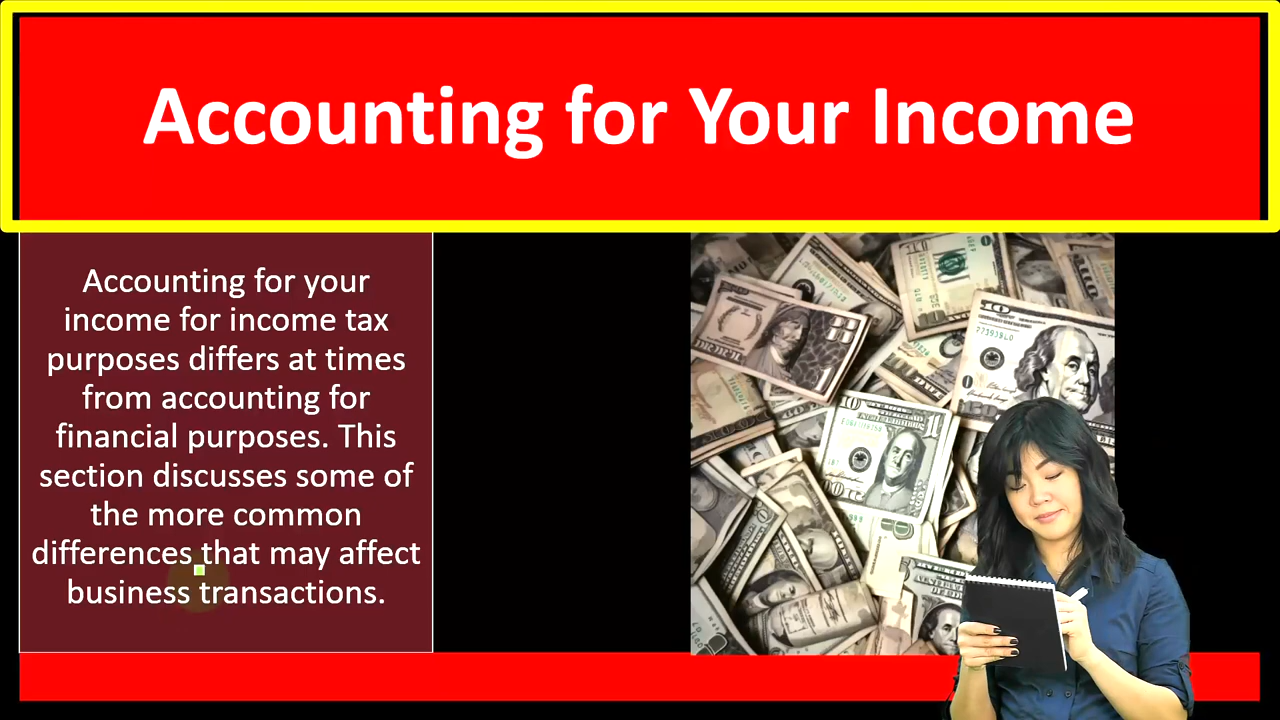 Accounting for Your Income
Accounting for your
income for income tax
purposes differs at times
from accounting for
financial purposes. This
section discusses some of
the more common
differences that may affect
business transactions.